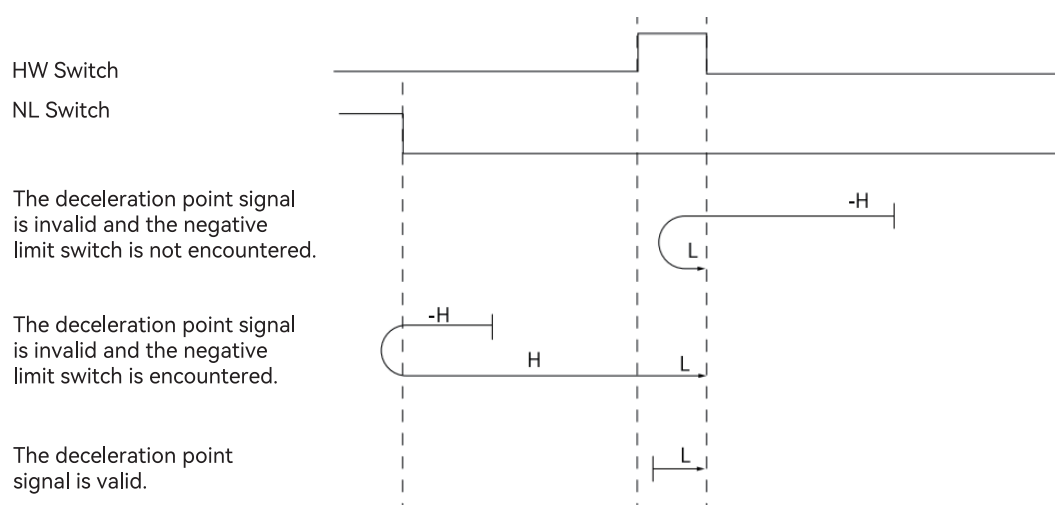 HW Switch
NL Switch
The deceleration point signal
is invalid and the negative
limit switch is not encountered.
-H
L
The deceleration point signal
is invalid and the negative
limit switch is encountered.
-H
H
L
The deceleration point
signal is valid.
L